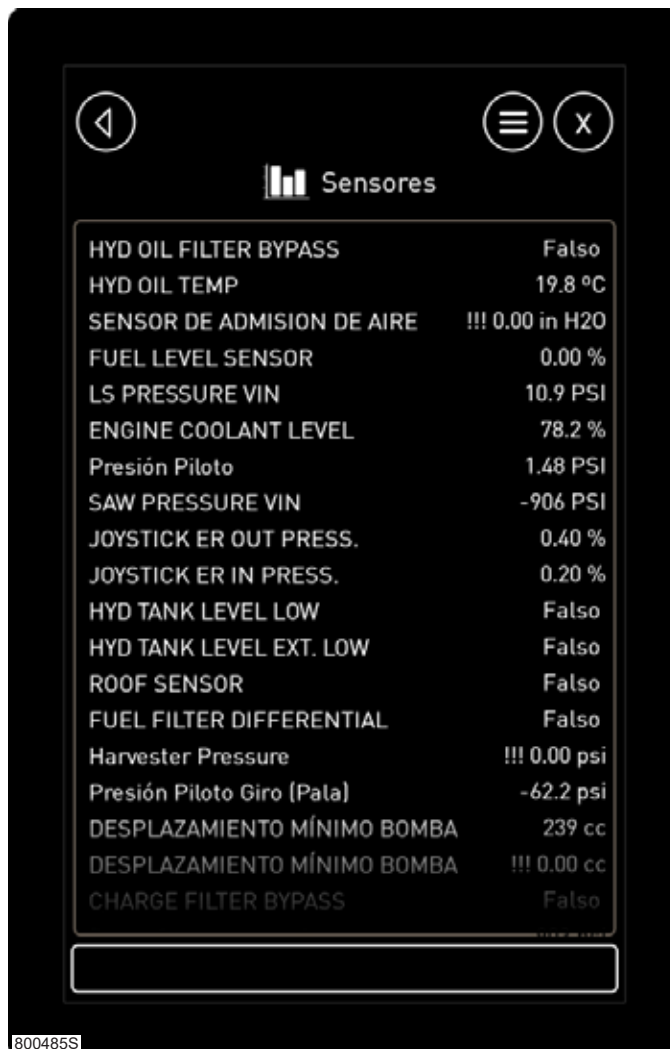 X
Sensores
HYD OIL FILTER BYPASS Falso
HYD OIL TEMP 19.8 ºC
SENSOR DE ADMISION DE AIRE !!! 0.00 in H2O
FUEL LEVEL SENSOR 0.00 %
LS PRESSURE VIN 10.9 PSI
ENGINE COOLANT LEVEL 78.2 %
Presión Piloto 1.48 PSI
SAW PRESSURE VIN -906 PSI
JOYSTICK ER OUT PRESS. 0.40 %
JOYSTICK ER IN PRESS. 0.20 %
HYD TANK LEVEL LOW Falso
HYD TANK LEVEL EXT. LOW Falso
ROOF SENSOR Falso
FUEL FILTER DIFFERENTIAL Falso
Harvester Pressure !!! 0.00 psi
Presión Piloto Giro (Pala) -62.2 psi
DESPLAZAMIENTO MÍNIMO BOMBA 239 cc
DESPLAZAMIENTO MÍNIMO BOMBA !!! 0.00 cc
CHARGE FILTER BYPASS Falso
800485S